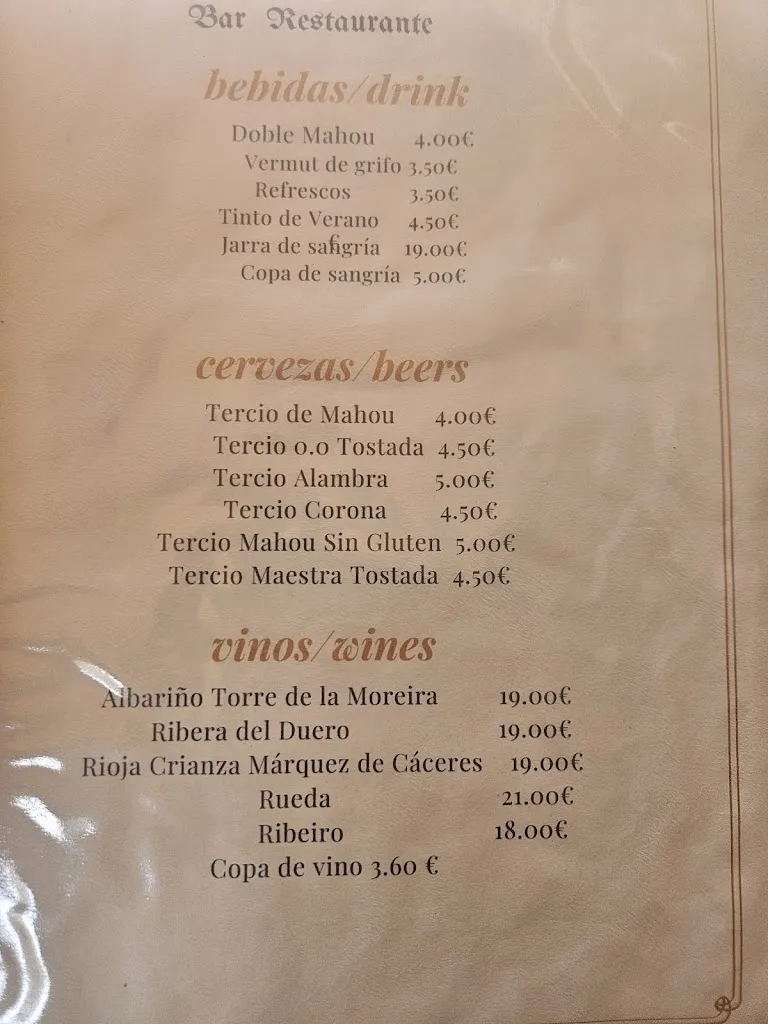 Bar Restaurante
bebidas/drink
Doble Mahou 4.00€
Vermut de grifo 3.50€
Refrescos 3.50€
Tinto de Verano 4.50€
Jarra de sangría 19.00€
Copa de sangría 5.00€
cervezas/beers
Tercio de Mahou 4.00€
Tercio 0.0 Tostada 4.50€
Tercio Alambra 5.00€
Tercio Corona 4.50€
Tercio Mahou Sin Gluten 5.00€
Tercio Maestra Tostada 4.50€
vinos/wines
Albariño Torre de la Moreira 19.00€
Ribera del Duero 19.00€
Rioja Crianza Márquez de Cáceres 19.00€
Rueda 21.00€
Ribeiro 18.00€
Copa de vino 3.60 €